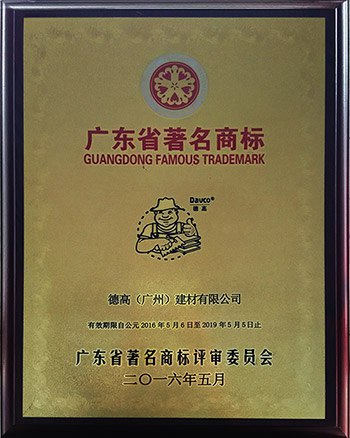 广东省著名商标
GUANGDONG FAMOUS TRADEMARK
Davco®
德高
德高（广州）建材有限公司
有效期限自公元2016年5月6日至2019年5月5日止
广东省著名商标评审委员会
二〇一六年五月